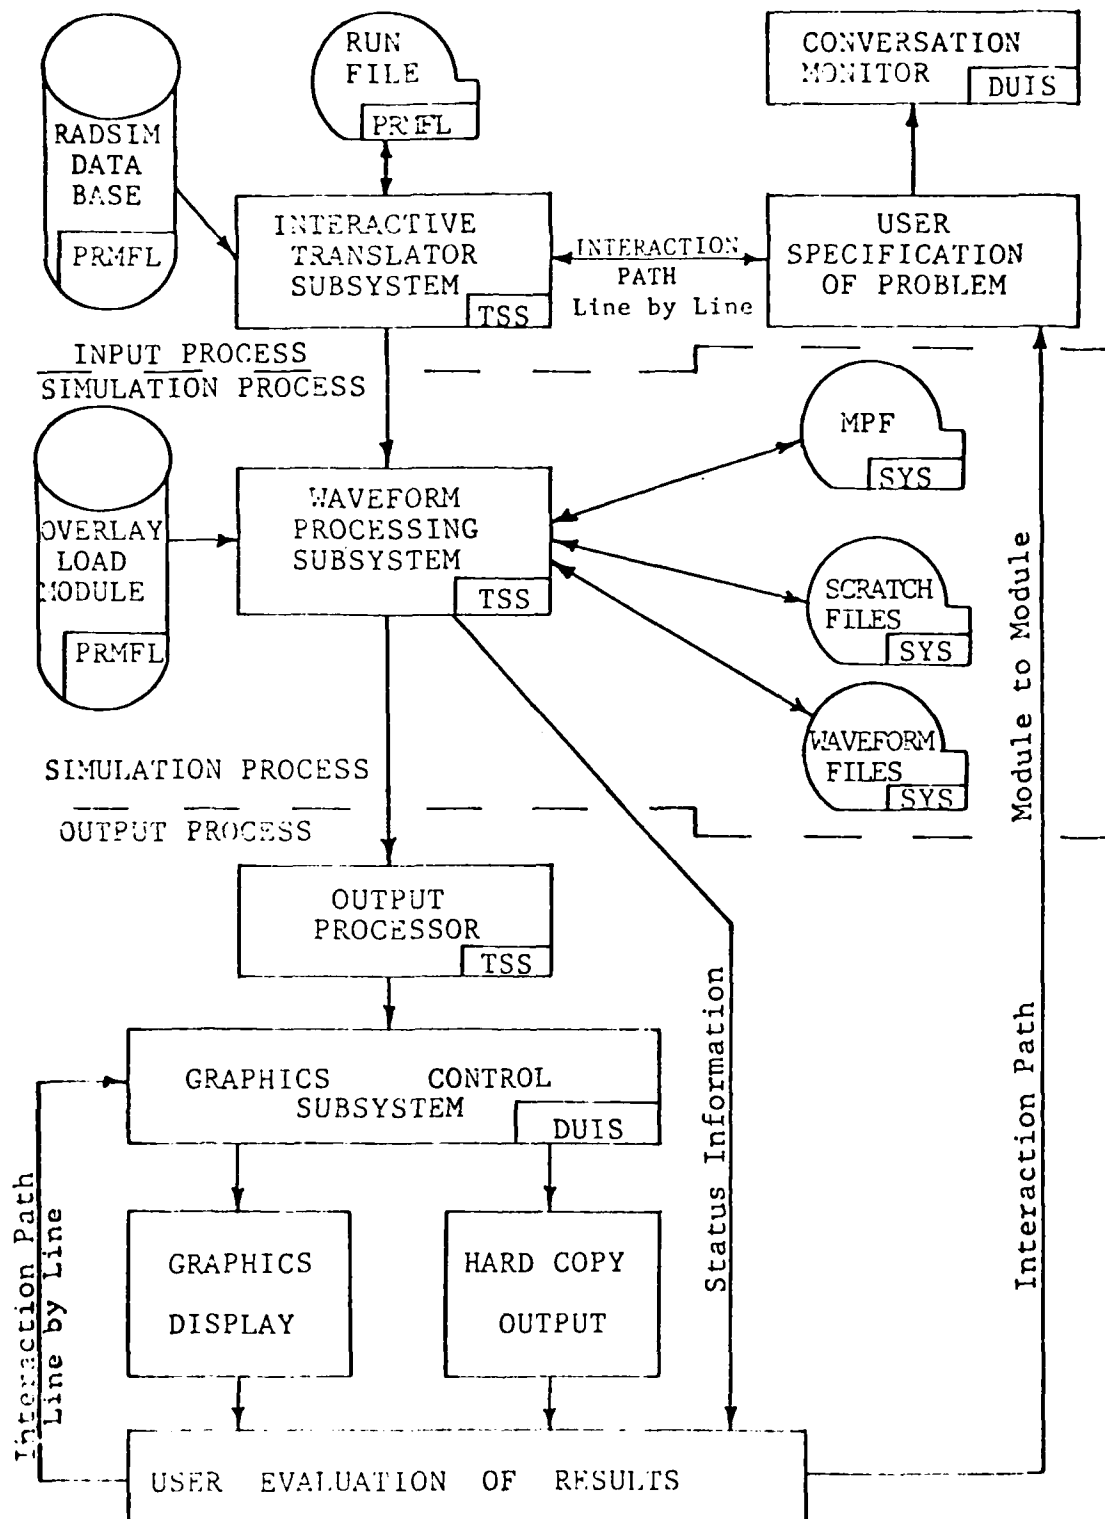 RUN
FILE
PRMFL
CONVERSATION
MONITOR
DUIS
RADSIM
DATA
BASE
PRMFL
INTERACTIVE
TRANSLATOR
SUBSYSTEM
TSS
INTERACTION
PATH
Line by Line
USER
SPECIFICATION
OF PROBLEM
INPUT PROCESS
SIMULATION PROCESS
MPF
SYS
OVERLAY
LOAD
MODULE
PRMFL
WAVEFORM
PROCESSING
SUBSYSTEM
TSS
SCRATCH
FILES
SYS
WAVEFORM
FILES
SYS
SIMULATION PROCESS
OUTPUT PROCESS
OUTPUT
PROCESSOR
TSS
GRAPHICS CONTROL
SUBSYSTEM
DUIS
GRAPHICS
DISPLAY
HARD COPY
OUTPUT
Status Information
Interaction Path
Module to Module
Interaction Path
Line by Line
USER EVALUATION OF RESULTS